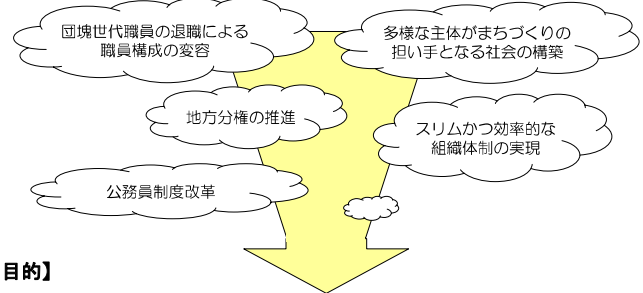 団塊世代職員の退職による
職員構成の変容
多様な主体がまちづくりの
担い手となる社会の構築
地方分権の推進
スリムかつ効率的な
組織体制の実現
公務員制度改革
目的】